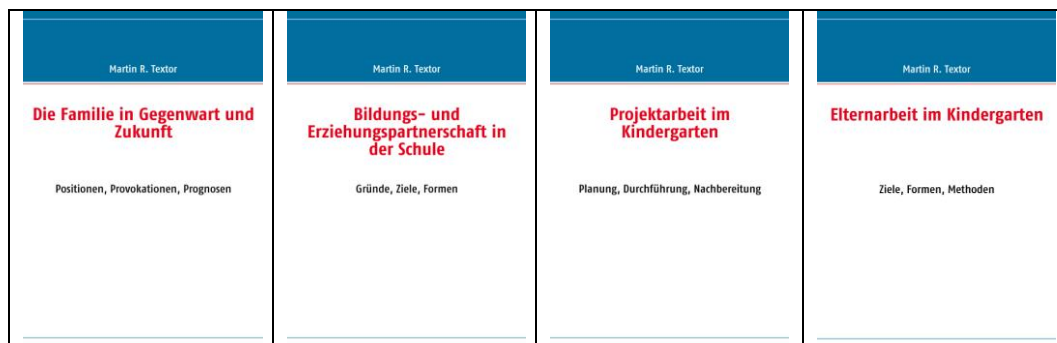 Martin R. Textor
Die Familie in Gegenwart und
Zukunft
Positionen, Provokationen, Prognosen
Martin R. Textor
Bildungs- und
Erziehungspartnerschaft in
der Schule
Gründe, Ziele, Formen
Martin R. Textor
Projektarbeit im
Kindergarten
Planung, Durchführung, Nachbereitung
Martin R. Textor
Elternarbeit im Kindergarten
Ziele, Formen, Methoden